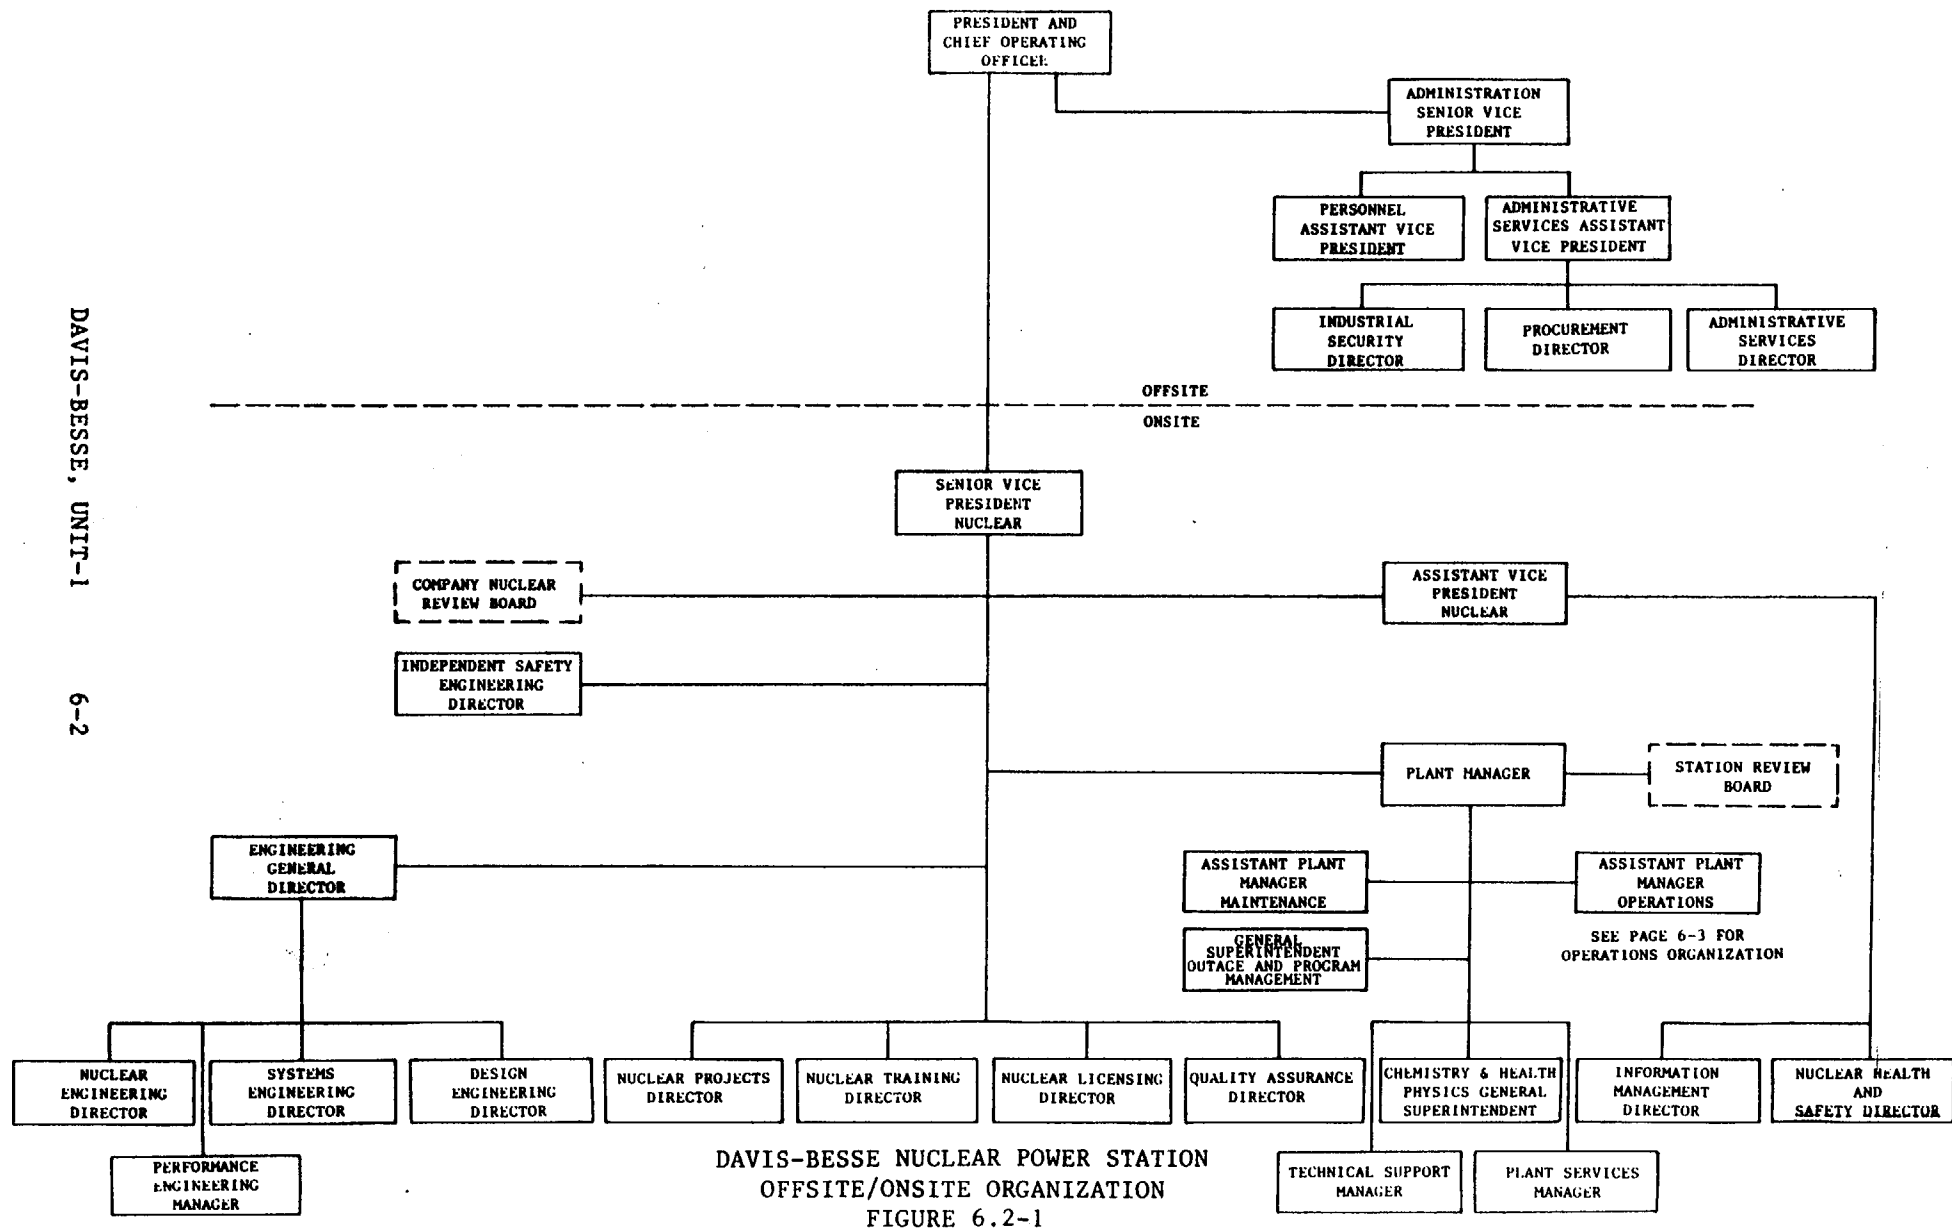 PRESIDENT AND
CHIEF OPERATING
OFFICER
ADMINISTRATION
SENIOR VICE
PRESIDENT
PERSONNEL
ASSISTANT VICE
PRESIDENT
ADMINISTRATIVE
SERVICES ASSISTANT
VICE PRESIDENT
INDUSTRIAL
SECURITY
DIRECTOR
PROCUREMENT
DIRECTOR
ADMINISTRATIVE
SERVICES
DIRECTOR
OFFSITE
ONSITE
DAVIS-BESSE, UNIT-1 6-2
SENIOR VICE
PRESIDENT
NUCLEAR
COMPANY NUCLEAR
REVIEW BOARD
ASSISTANT VICE
PRESIDENT
NUCLEAR
INDEPENDENT SAFETY
ENGINEERING
DIRECTOR
PLANT MANAGER
STATION REVIEW
BOARD
ENGINEERING
GENERAL
DIRECTOR
ASSISTANT PLANT
MANAGER
MAINTENANCE
ASSISTANT PLANT
MANAGER
OPERATIONS
SEE PAGE 6-3 FOR
OPERATIONS ORGANIZATION
GENERAL
SUPERINTENDENT
OUTAGE AND PROGRAM
MANAGEMENT
NUCLEAR
ENGINEERING
DIRECTOR
SYSTEMS
ENGINEERING
DIRECTOR
DESIGN
ENGINEERING
DIRECTOR
NUCLEAR PROJECTS
DIRECTOR
NUCLEAR TRAINING
DIRECTOR
NUCLEAR LICENSING
DIRECTOR
QUALITY ASSURANCE
DIRECTOR
CHEMISTRY & HEALTH
PHYSICS GENERAL
SUPERINTENDENT
INFORMATION
MANAGEMENT
DIRECTOR
NUCLEAR HEALTH
AND
SAFETY DIRECTOR
PERFORMANCE
ENGINEERING
MANAGER
TECHNICAL SUPPORT
MANAGER
PLANT SERVICES
MANAGER
DAVIS-BESSE NUCLEAR POWER STATION
OFFSITE/ONSITE ORGANIZATION
FIGURE 6.2-1